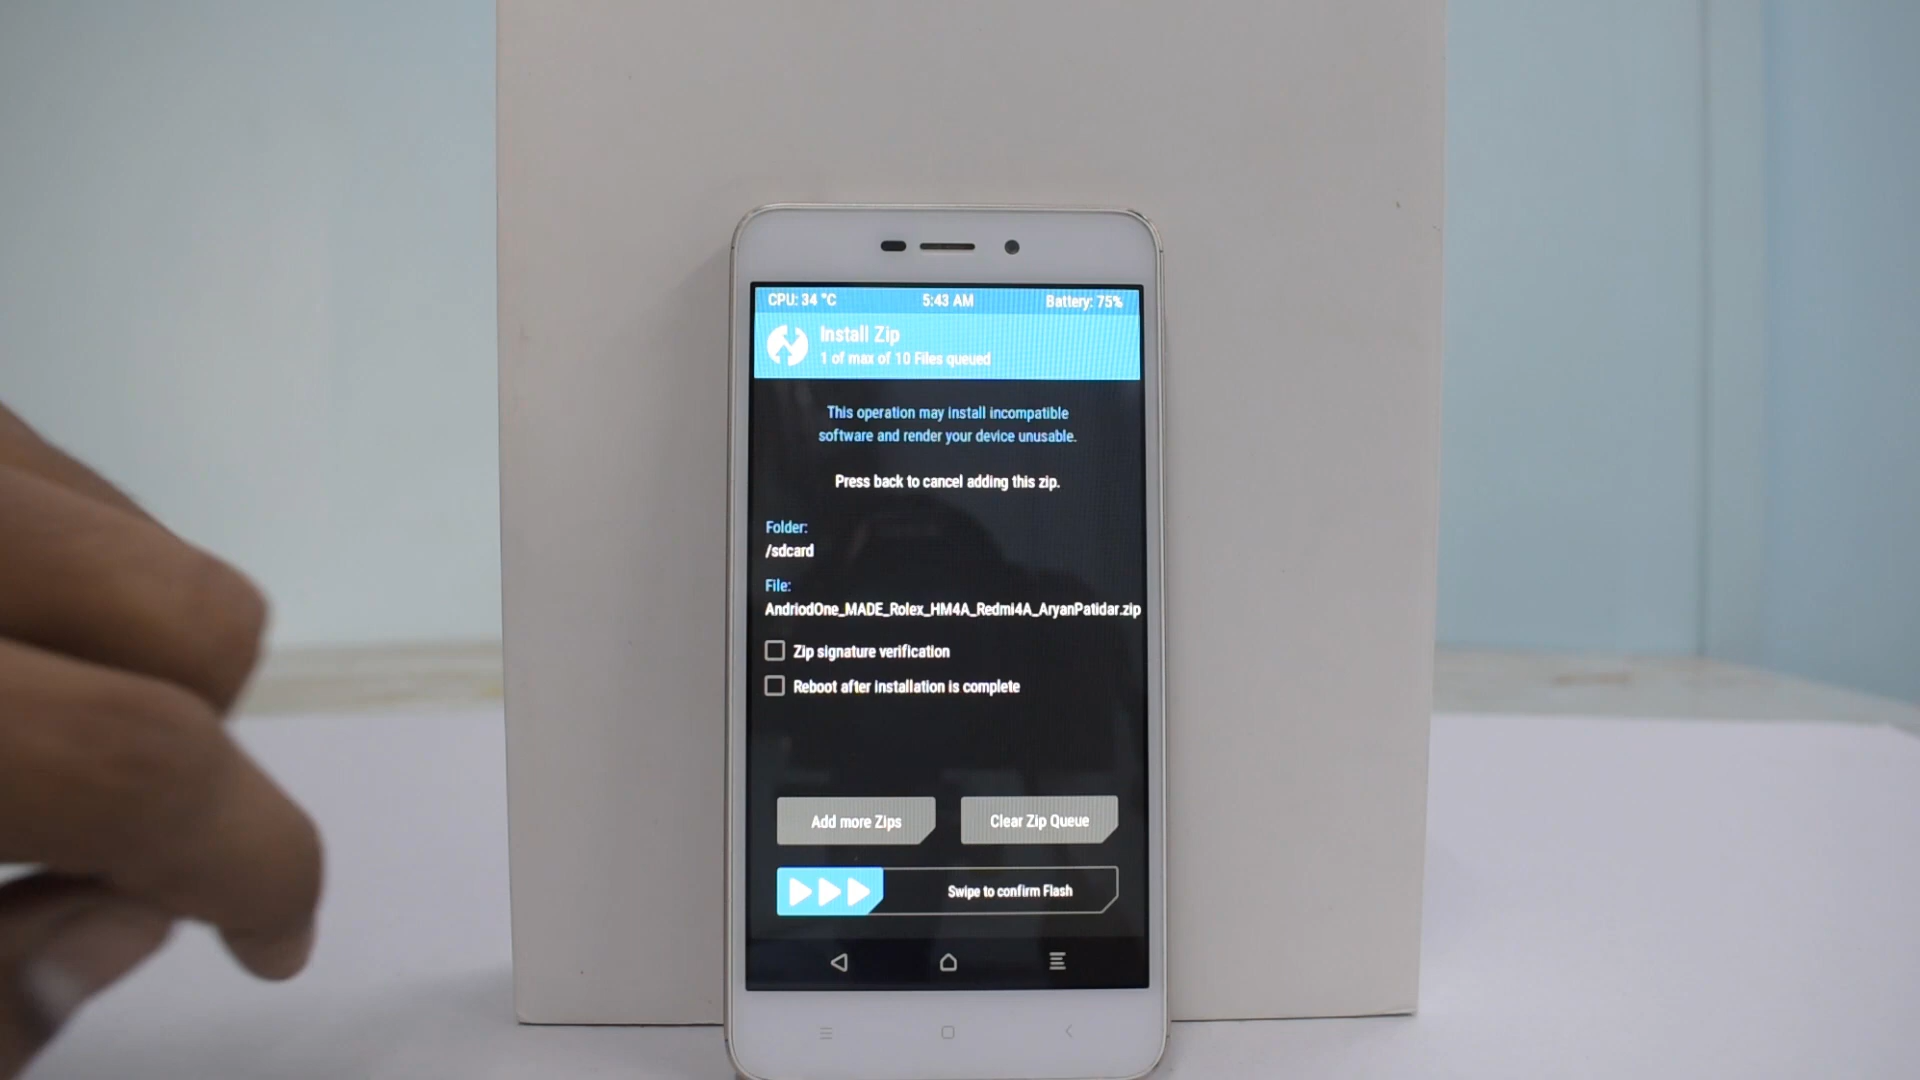 CPU: 34 °C 5:43 AM Battery: 75%
Install Zip
1 of max of 10 Files queued
This operation may install incompatible
software and render your device unusable.
Press back to cancel adding this zip.
Folder:
/sdcard
File:
AndriodOne_MADE_Rolex_HM4A_Redmi4A_AryanPatidar.zip
Zip signature verification
Reboot after installation is complete
Add more Zips Clear Zip Queue
Swipe to confirm Flash